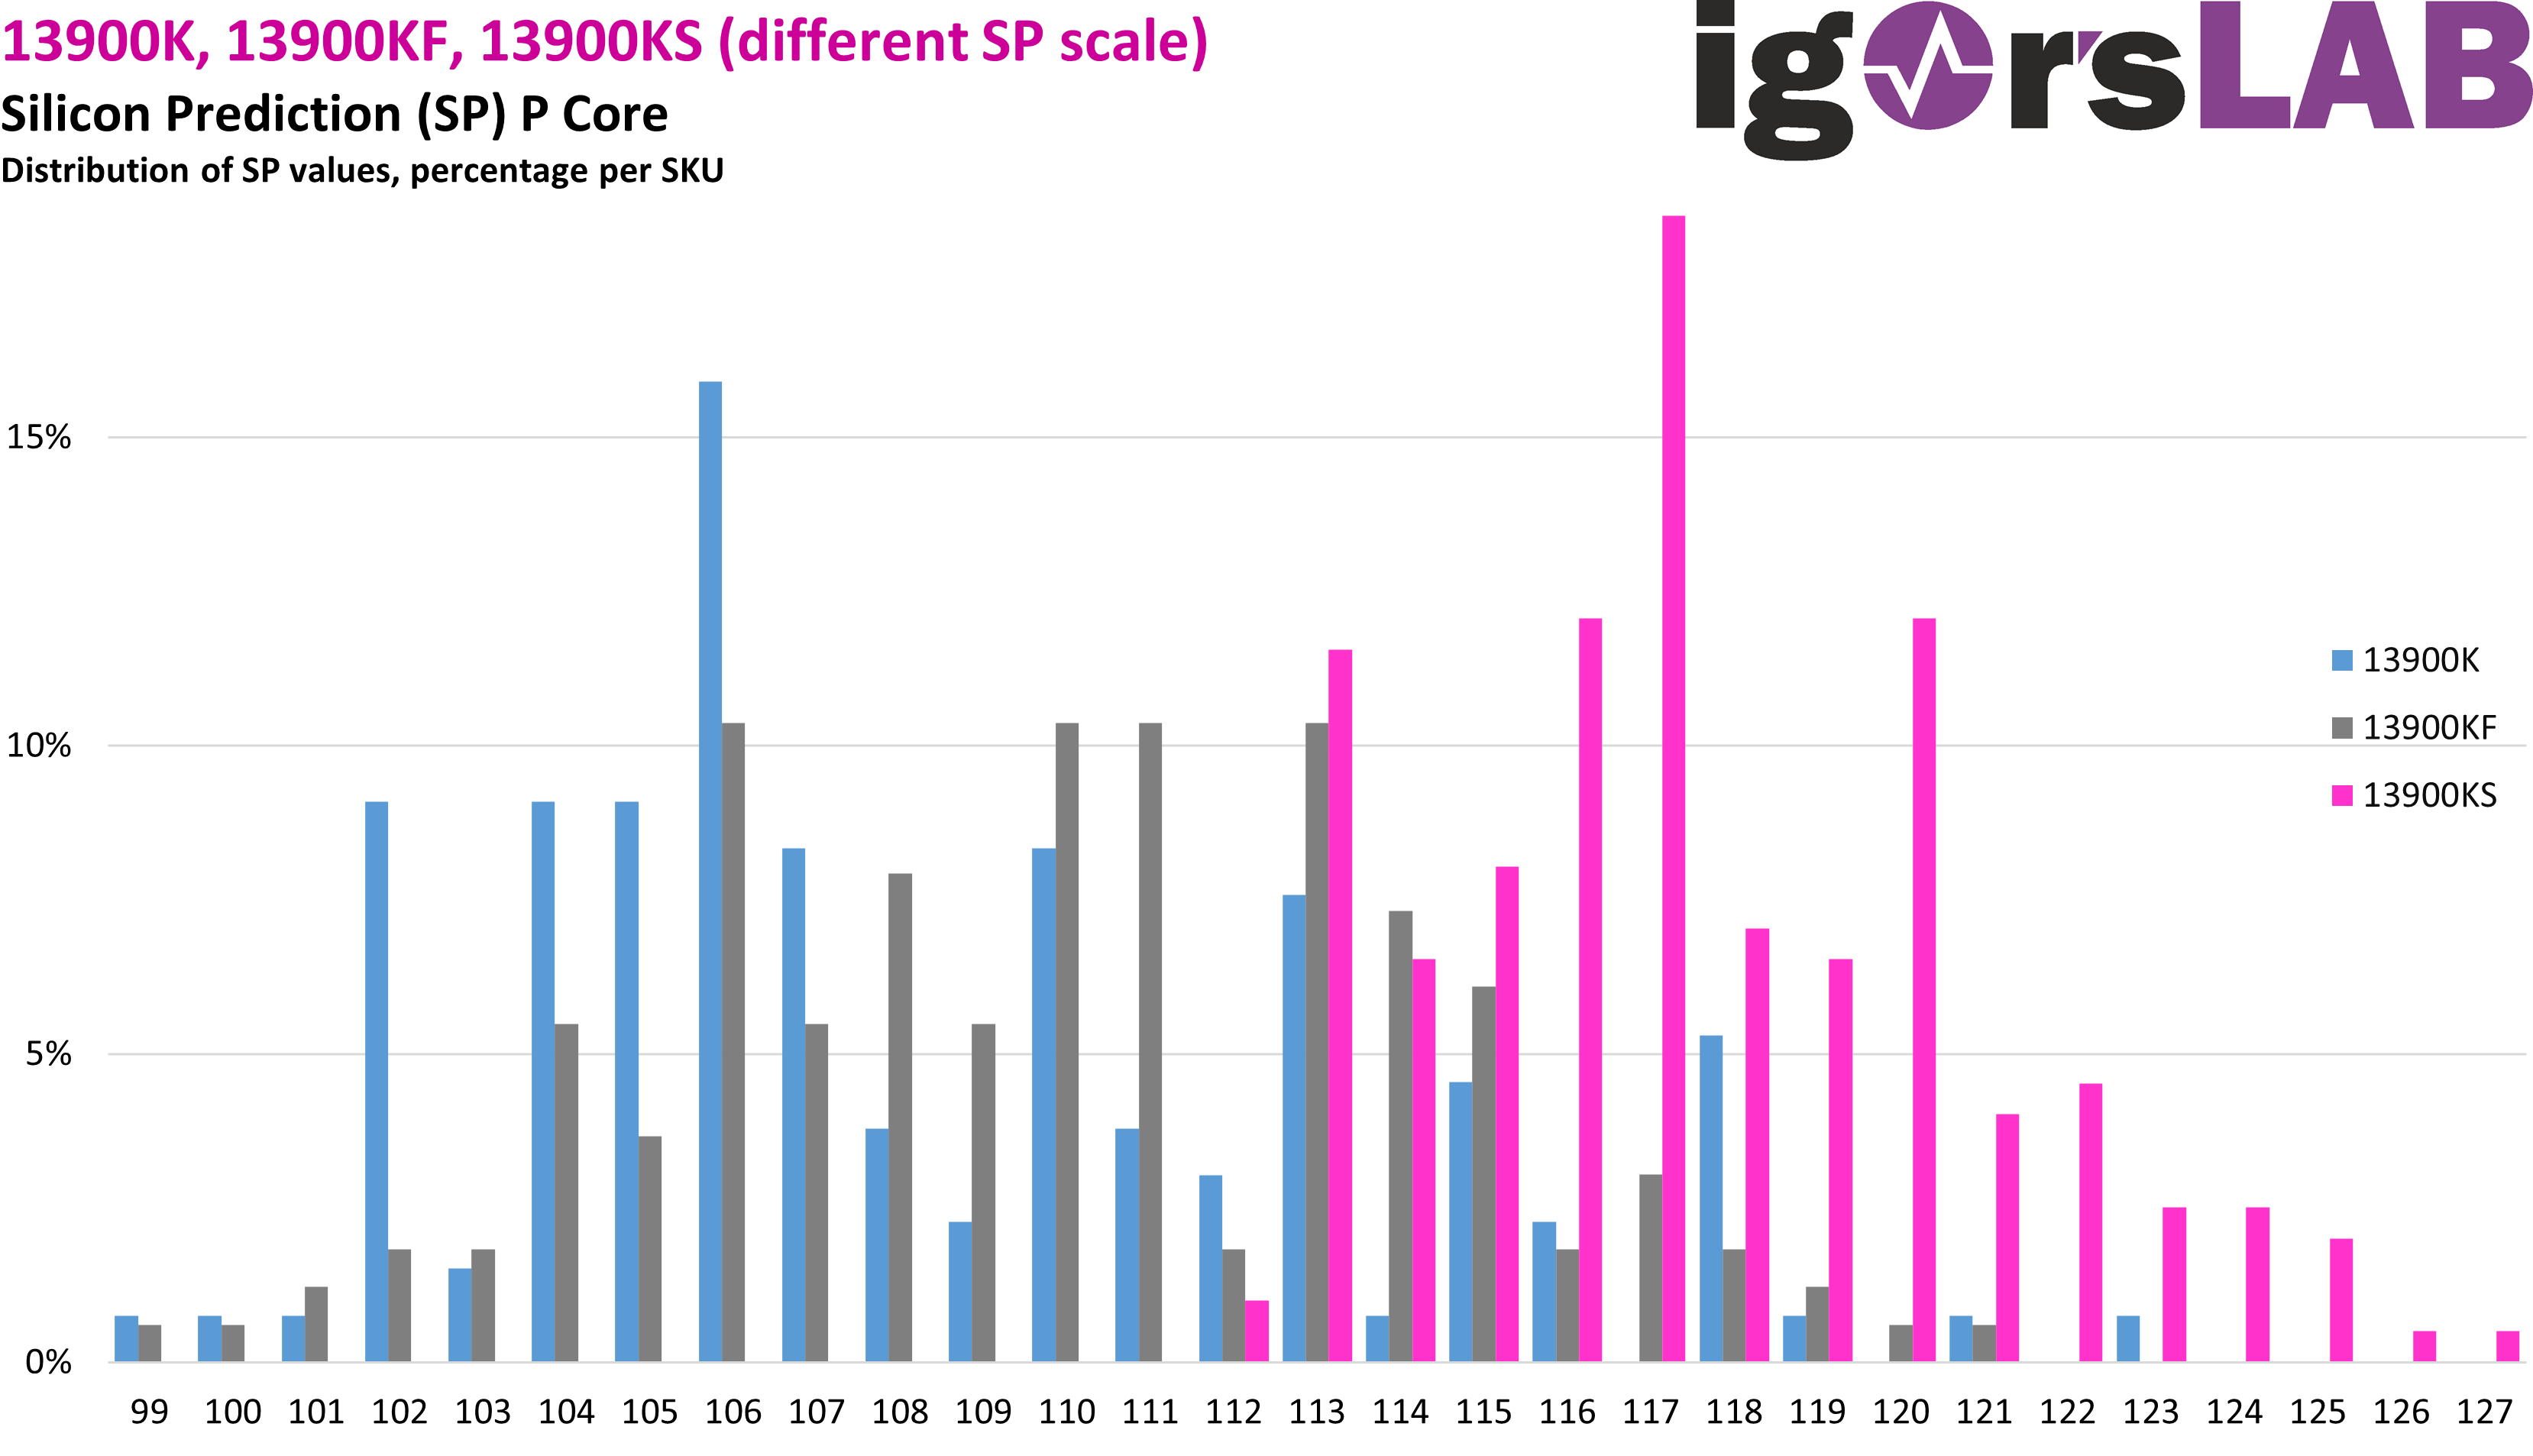 13900K, 13900KF, 13900KS (different SP scale)
igorsLAB
Silicon Prediction (SP) P Core
Distribution of SP values, percentage per SKU
15%
10%
5%
0%
13900K
13900KF
13900KS
99 100 101 102 103 104 105 106 107 108 109 110 111 112 113 114 115 116 117 118 119 120 121 122 123 124 125 126 127